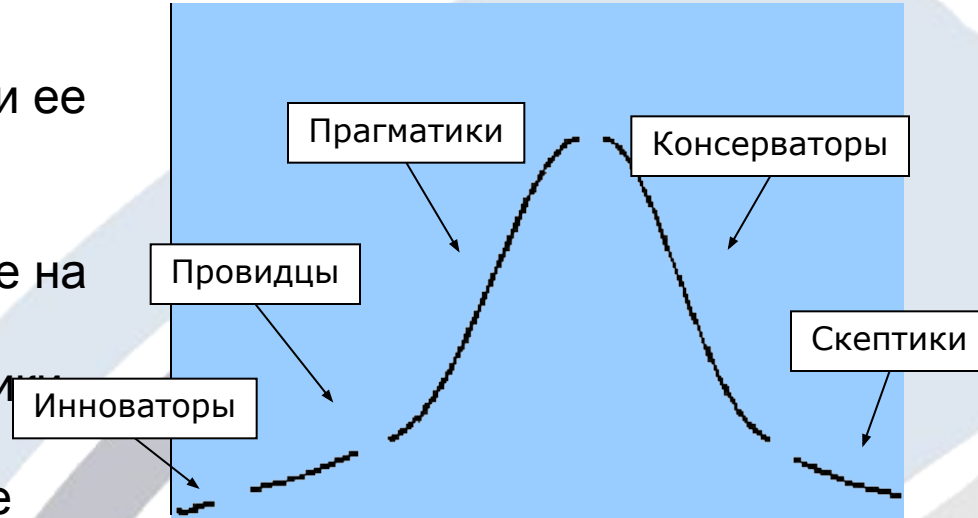 и ее
Прагматики
Консерваторы
е на
Провидцы
Скептики
Инноваторы
е